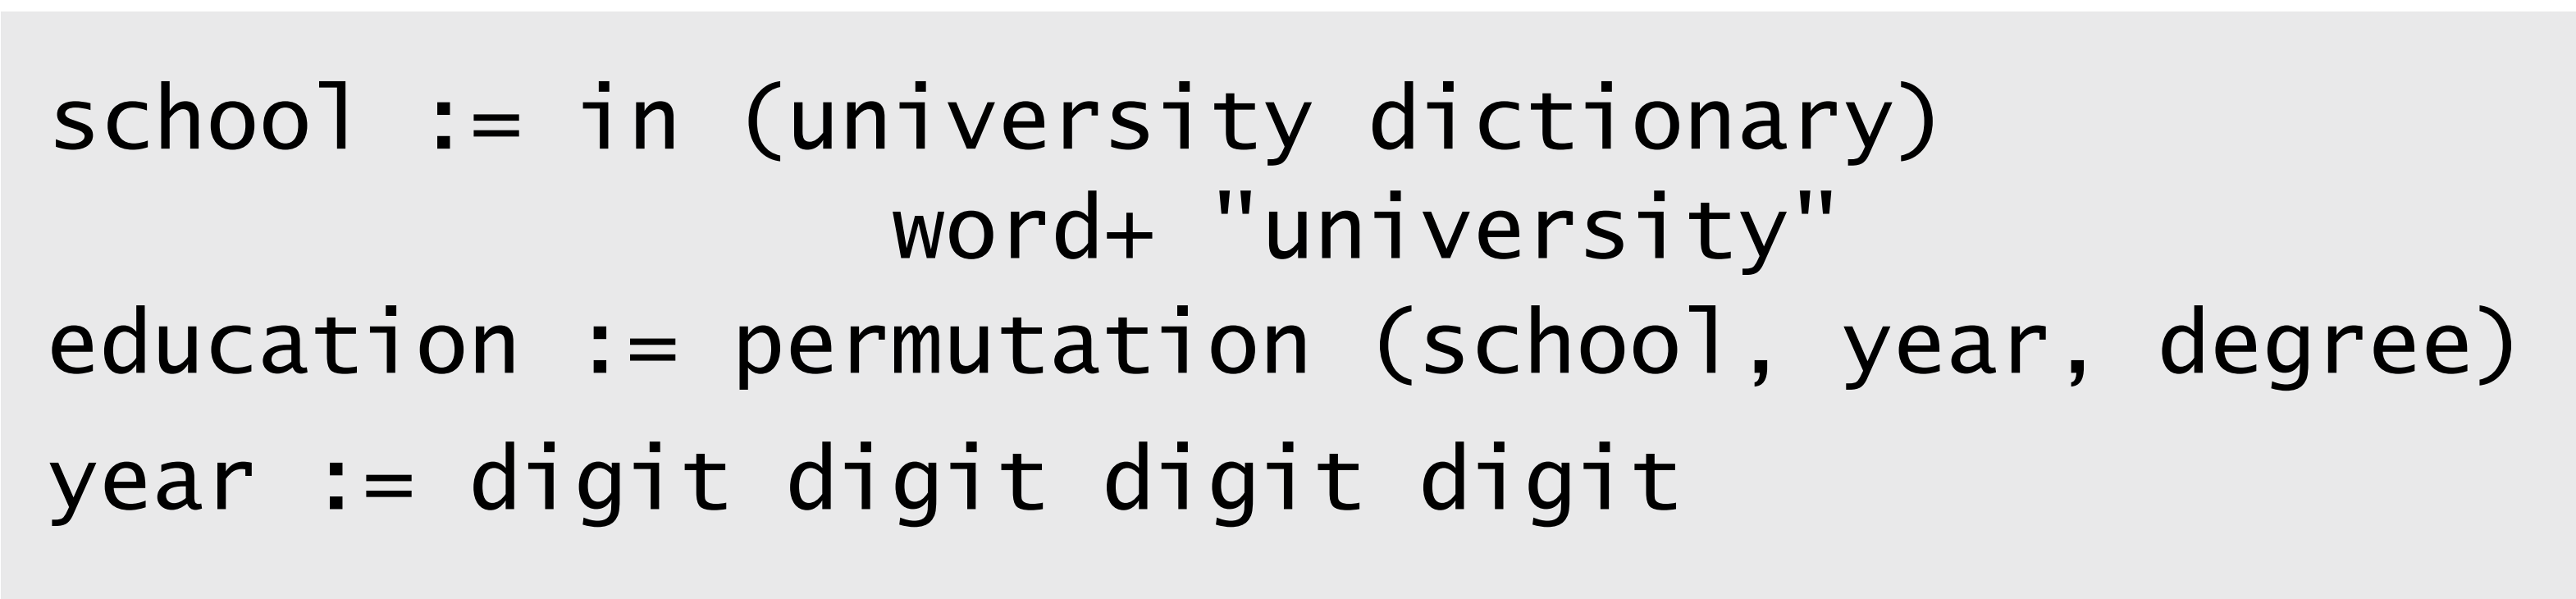 school := in (university dictionary)
word+ "university"
education := permutation (school, year, degree)
year := digit digit digit digit